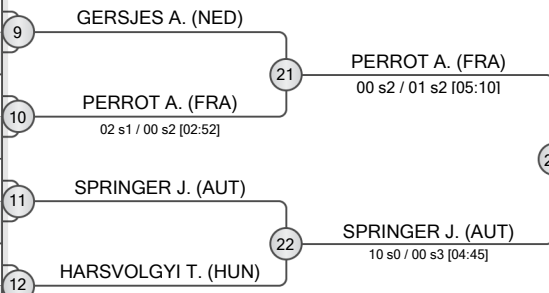 GERSJES A. (NED)
9
21
PERROT A. (FRA)
00 s2 / 01 s2 [05:10]
PERROT A. (FRA)
10
02 s1 / 00 s2 [02:52]
SPRINGER J. (AUT)
11
22
SPRINGER J. (AUT)
10 s0 / 00 s3 [04:45]
HARSVOLGYI T. (HUN)
12